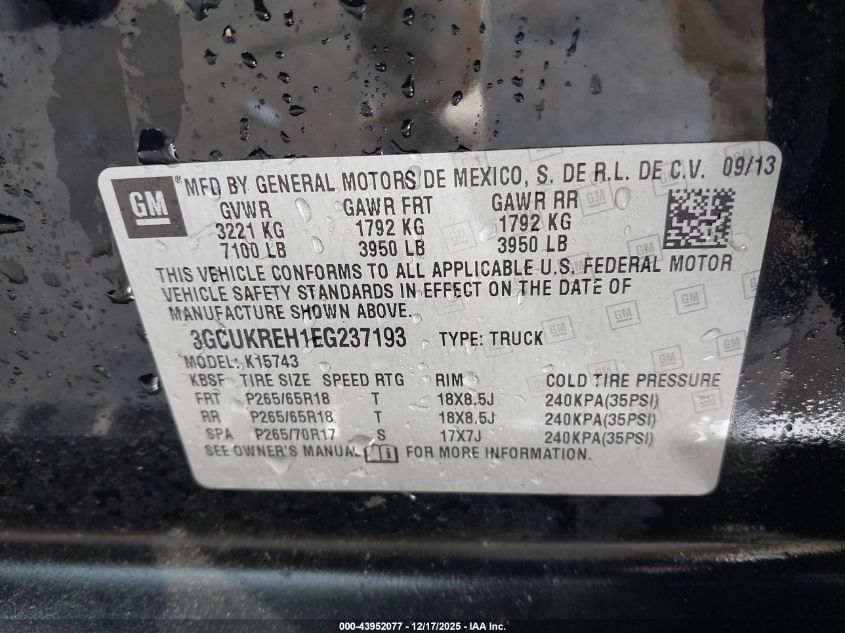 GM ® MFD BY GENERAL MOTORS DE MEXICO, S. DE R.L. DE C.V. 09/13
GVWR GAWR FRT GAWR RR
3221 KG 1792 KG 1792 KG
7100 LB 3950 LB 3950 LB
THIS VEHICLE CONFORMS TO ALL APPLICABLE U.S. FEDERAL MOTOR
VEHICLE SAFETY STANDARDS IN EFFECT ON THE DATE OF
MANUFACTURE SHOWN ABOVE.
3GCUKREH1EG237193 TYPE: TRUCK
MODEL: K15743
KBSF TIRE SIZE SPEED RTG RIM COLD TIRE PRESSURE
FRT P265/65R18 T 18X8.5J 240KPA(35PSI)
RR P265/65R18 T 18X8.5J 240KPA(35PSI)
SPA P265/70R17 S 17X7J 240KPA(35PSI)
SEE OWNER'S MANUAL FOR MORE INFORMATION.
000-43952077 - 12/17/2025 - IAA Inc.